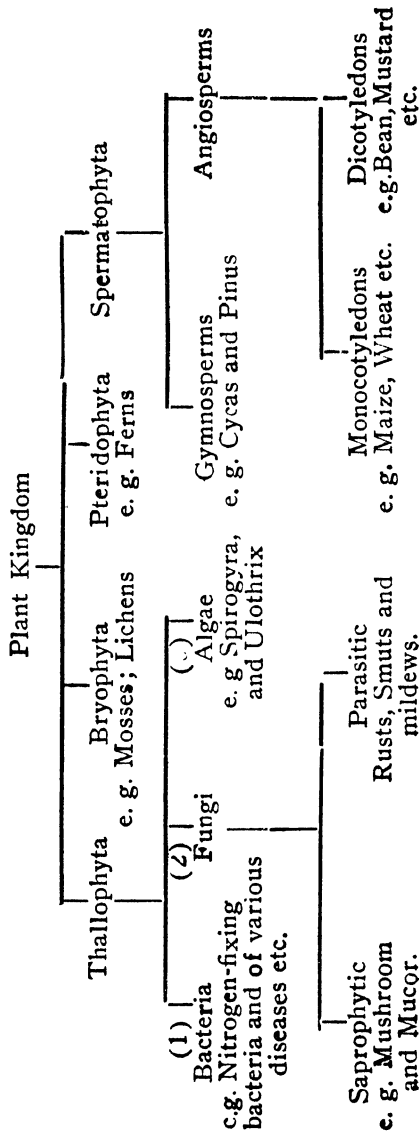 Plant Kingdom
Thallophyta
Bryophyta
e. g. Mosses; Lichens
Pteridophyta
e. g. Ferns
Spermatophyta
(1)
Bacteria
c.g. Nitrogen-fixing
bacteria and of various
diseases etc.
(2)
Fungi
Algae
e. g Spirogyra,
and Ulothrix
Gymnosperms
e. g. Cycas and Pinus
Angiosperms
Saprophytic
e. g. Mushroom
and Mucor.
Parasitic
Rusts, Smuts and
mildews.
Monocotyledons
e. g. Maize, Wheat etc.
Dicotyledons
e.g.Bean, Mustard
etc.